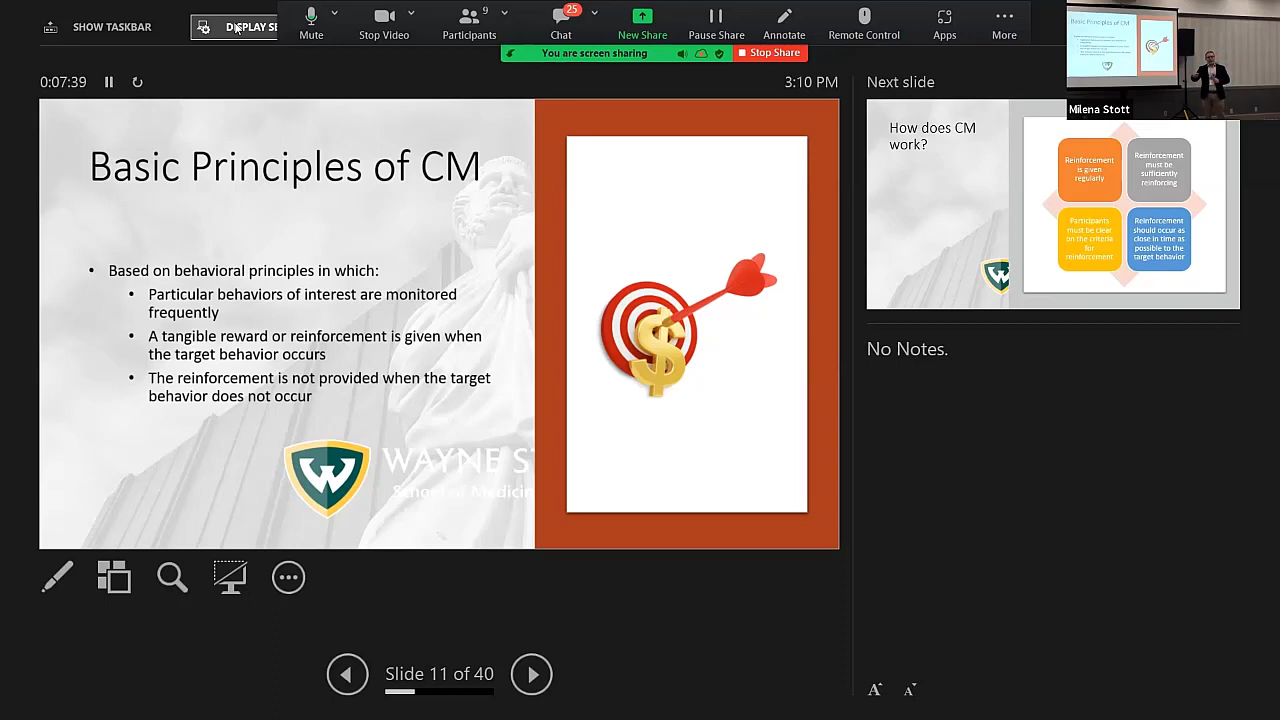 SHOW TASKBAR
DISPLAY SE
Mute
Stop Video
9
Participants
25
Chat
New Share
Pause Share
Annotate
Remote Control
Apps
More
You are screen sharing
Stop Share
Milena Stott
0:07:39
3:10 PM
Basic Principles of CM
• Based on behavioral principles in which:
• Particular behaviors of interest are monitored
frequently
• A tangible reward or reinforcement is given when
the target behavior occurs
• The reinforcement is not provided when the target
behavior does not occur
WAYNE S
School of Medicin
$
Next slide
How does CM
work?
Reinforcement
is given
regularly
Reinforcement
must be
sufficiently
reinforcing
Participants
must be clear
on the criteria
for
reinforcement
Reinforcement
should occur as
close in time as
possible to the
target behavior
No Notes.
Slide 11 of 40
A A